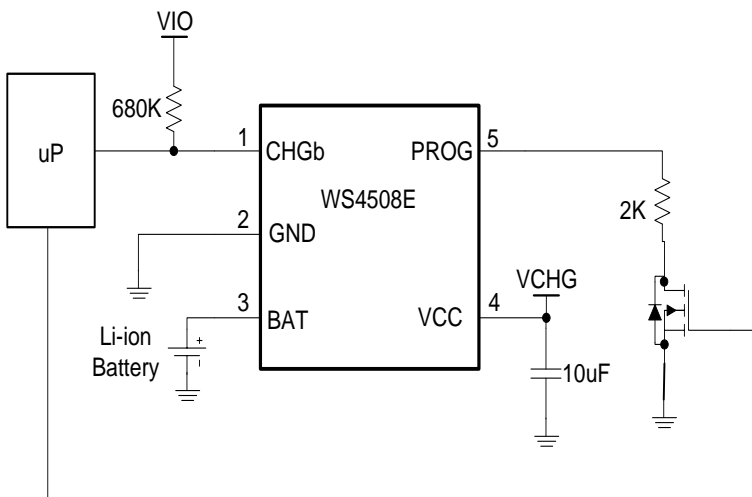 VIO
680K
uP
1
CHGb
PROG
5
WS4508E
2K
2
GND
VCHG
3
BAT
VCC
4
Li-ion
Battery
+
-
10uF